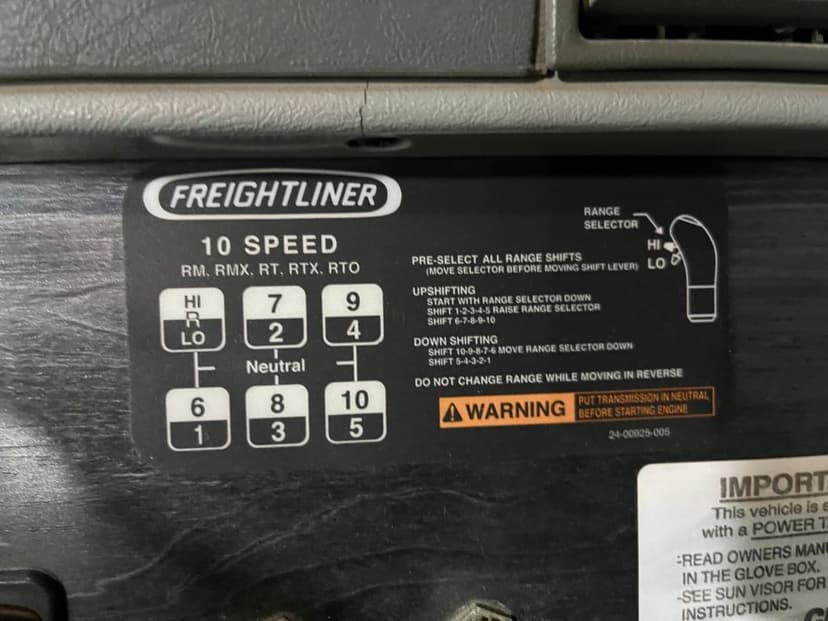 FREIGHTLINER
10 SPEED
RM, RMX, RT, RTX, RTO
HI
R
LO
7
2
9
4
Neutral
6
1
8
3
10
5
RANGE
SELECTOR
HI
LO
PRE-SELECT ALL RANGE SHIFTS
(MOVE SELECTOR BEFORE MOVING SHIFT LEVER)
UPSHIFTING
START WITH RANGE SELECTOR DOWN
SHIFT 1-2-3-4-5 RAISE RANGE SELECTOR
SHIFT 6-7-8-9-10
DOWN SHIFTING
SHIFT 10-9-8-7-6 MOVE RANGE SELECTOR DOWN
SHIFT 5-4-3-2-1
DO NOT CHANGE RANGE WHILE MOVING IN REVERSE
WARNING
PUT TRANSMISSION IN NEUTRAL
BEFORE STARTING ENGINE
24-00925-005
IMPORT
This vehicle is
with a POWER T
:READ OWNERS MAN
IN THE GLOVE BOX.
-SEE SUN VISOR FOR
INSTRUCTIONS.